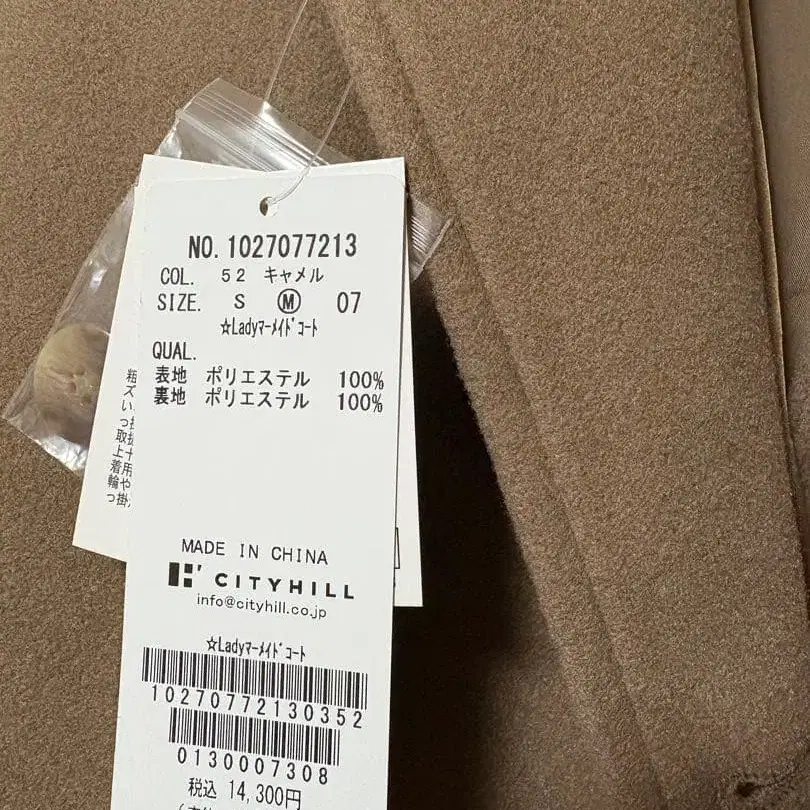 NO. 1027077213
COL. 52 キャメル
SIZE. S Ⓜ 07
☆Ladyﾏｰﾒｲﾄﾞｺｰﾄ
QUAL.
表地 ポリエステル 100%
裏地 ポリエステル 100%
MADE IN CHINA
CITYHILL
info@cityhill.co.jp
☆Ladyﾏｰﾒｲﾄﾞｺｰﾄ
10270772130352
0130007308
税込 14,300円